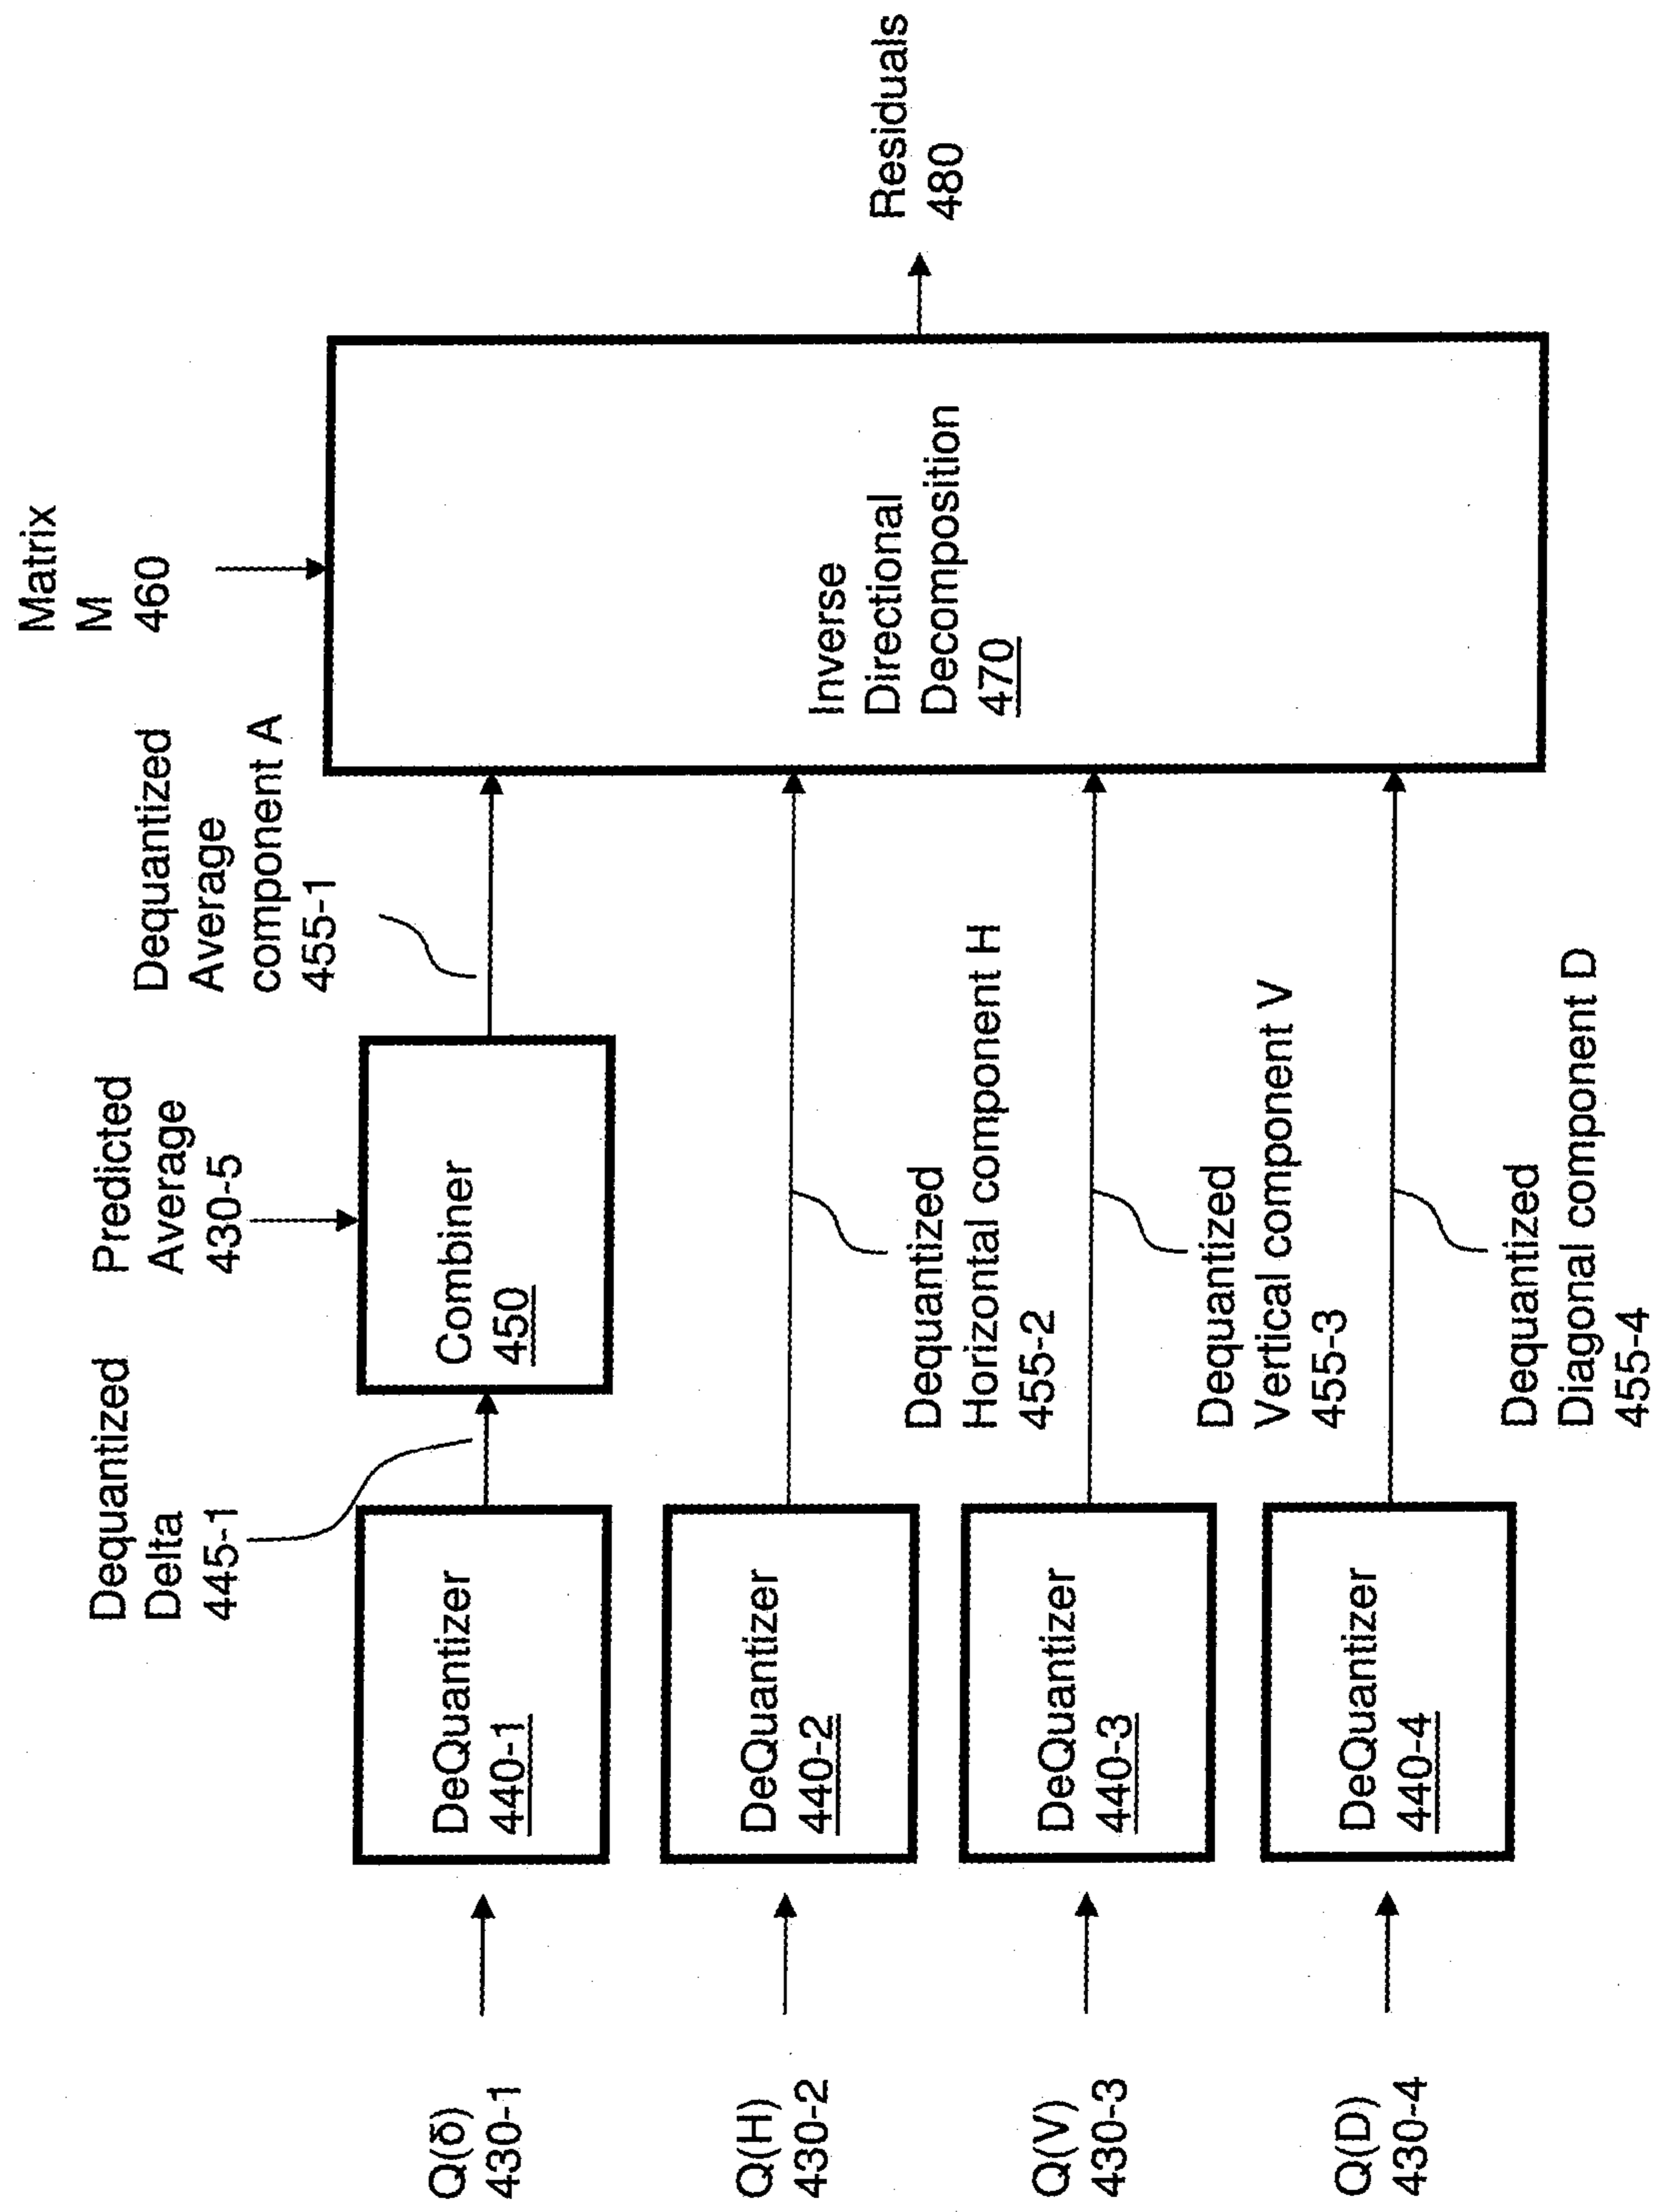 Q(δ)
430-1
Q(H)
430-2
Q(V)
430-3
Q(D)
430-4
DeQuantizer
440-1
DeQuantizer
440-2
DeQuantizer
440-3
DeQuantizer
440-4
Dequantized
Delta
445-1
Predicted
Average
430-5
Combiner
450
Dequantized
Average
component A
455-1
Dequantized
Horizontal component H
455-2
Dequantized
Vertical component V
455-3
Dequantized
Diagonal component D
455-4
Matrix
M
460
Inverse
Directional
Decomposition
470
Residuals
480